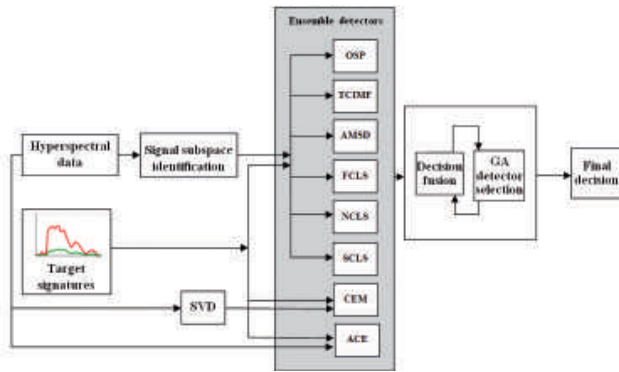 Ensemble detectors
OSP
TCIMF
AMSD
FCLS
NCLS
SCLS
CEM
ACE
Hyperspectral
data
Signal subspace
identification
Target
signatures
SVD
Decision
fusion
GA
detector
selection
Final
decision